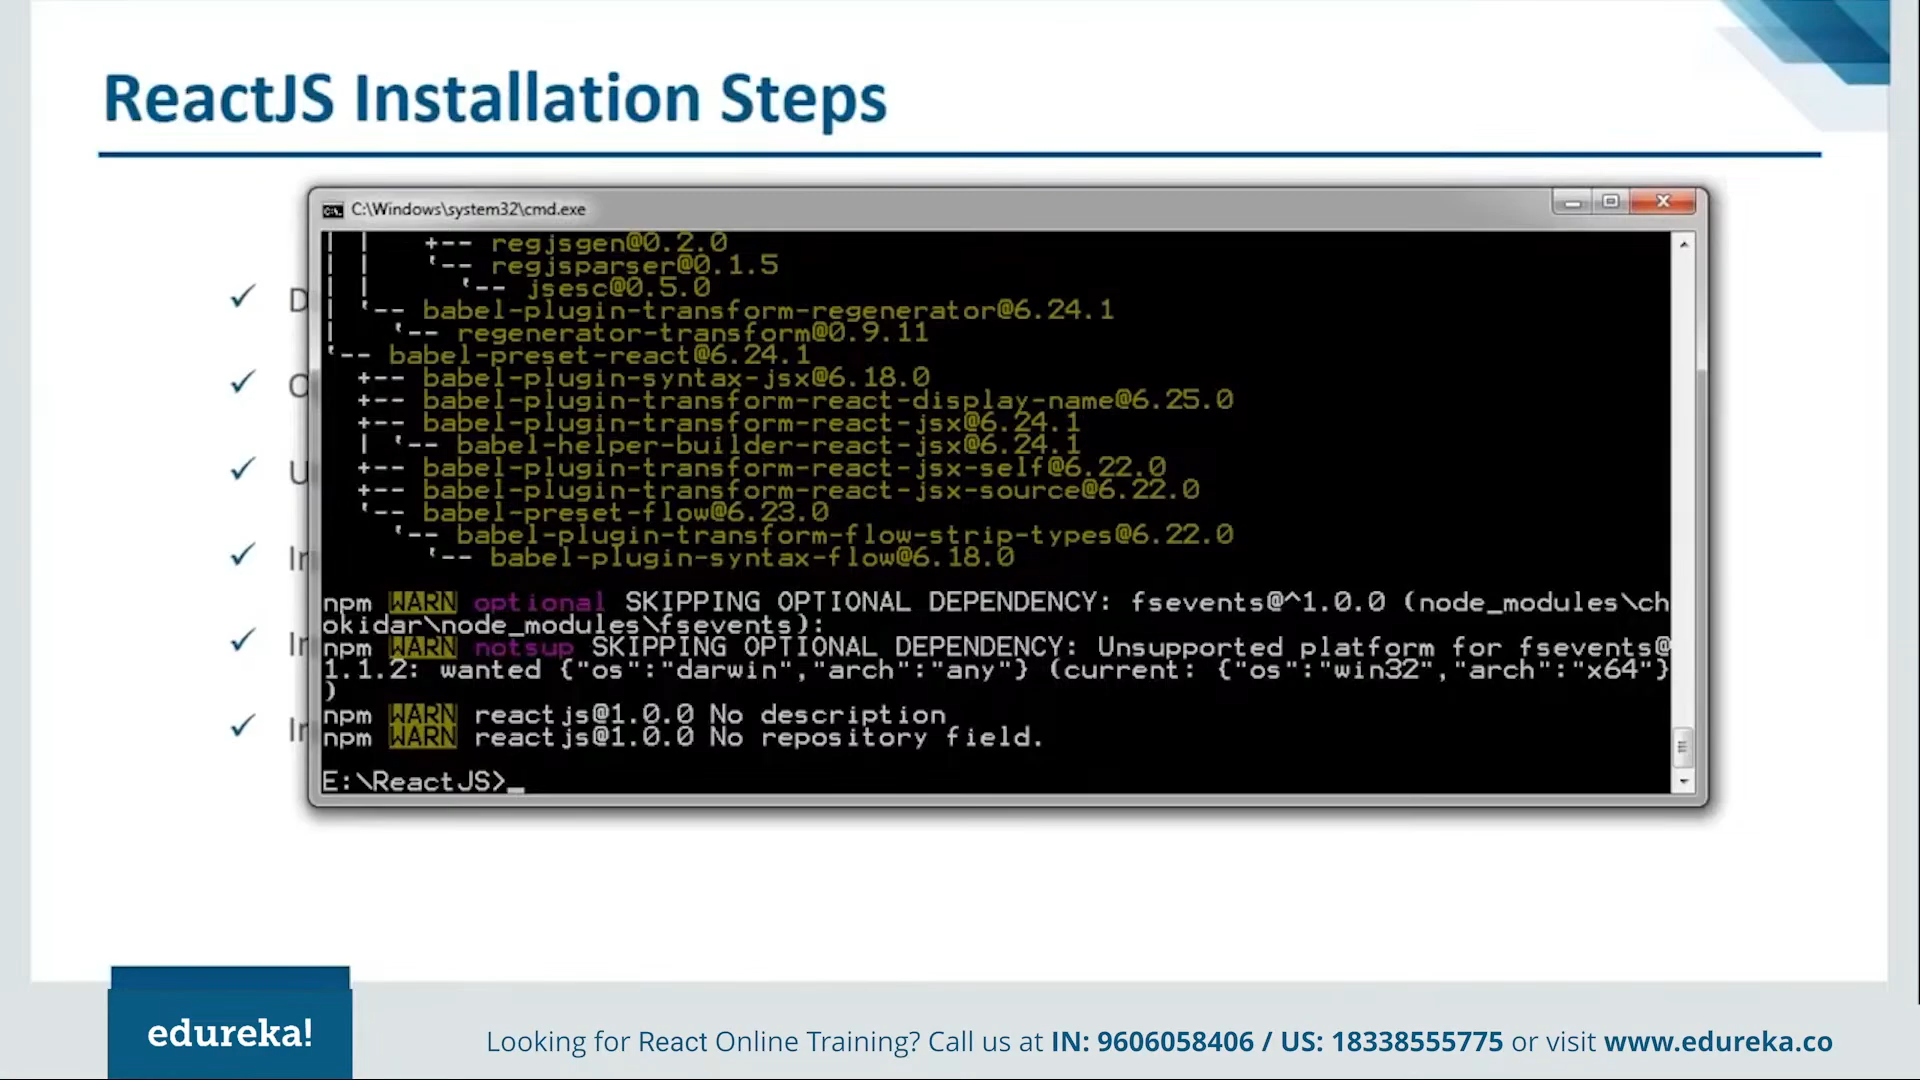 ReactJS Installation Steps
C:\Windows\system32\cmd.exe
| | +-- regjsgen@0.2.0
| | '-- regjsparser@0.1.5
| | '-- jsesc@0.5.0
| '-- babel-plugin-transform-regenerator@6.24.1
| '-- regenerator-transform@0.9.11
'-- babel-preset-react@6.24.1
+-- babel-plugin-syntax-jsx@6.18.0
+-- babel-plugin-transform-react-display-name@6.25.0
+-- babel-plugin-transform-react-jsx@6.24.1
| '-- babel-helper-builder-react-jsx@6.24.1
+-- babel-plugin-transform-react-jsx-self@6.22.0
+-- babel-plugin-transform-react-jsx-source@6.22.0
'-- babel-preset-flow@6.23.0
'-- babel-plugin-transform-flow-strip-types@6.22.0
'-- babel-plugin-syntax-flow@6.18.0
npm WARN optional SKIPPING OPTIONAL DEPENDENCY: fsevents@^1.0.0 (node_modules\ch
okidar\node_modules\fsevents):
npm WARN notsup SKIPPING OPTIONAL DEPENDENCY: Unsupported platform for fsevents@
1.1.2: wanted {"os":"darwin","arch":"any"} (current: {"os":"win32","arch":"x64"}
)
npm WARN reactjs@1.0.0 No description
npm WARN reactjs@1.0.0 No repository field.
E:\ReactJS>_
edureka!
Looking for React Online Training? Call us at IN: 9606058406 / US: 18338555775 or visit www.edureka.co